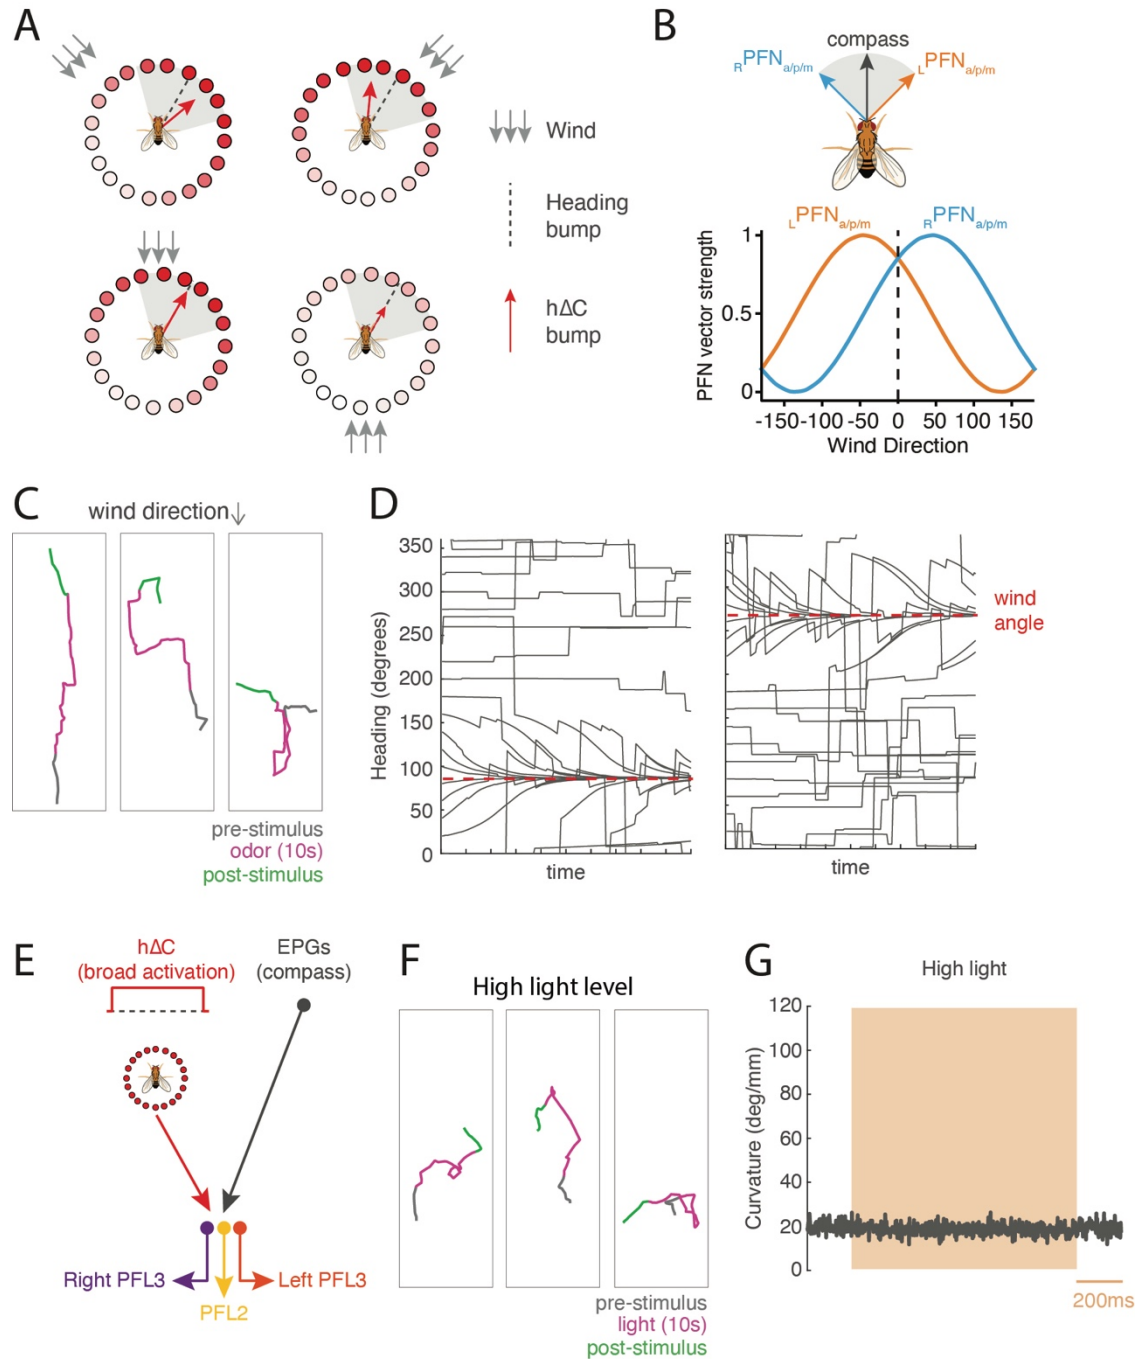 A
Wind
Heading
bump
hΔC
bump
B
compass
RPFNa/p/m
LPFNa/p/m
LPFNa/p/m
RPFNa/p/m
PFN vector strength
1
0.5
0
-150
-100
-50
0
50
100
150
Wind Direction
C
wind direction↓
pre-stimulus
odor (10s)
post-stimulus
D
Heading (degrees)
350
300
250
200
150
100
50
0
time
time
wind
angle
E
hΔC
(broad activation)
EPGs
(compass)
Right PFL3
Left PFL3
PFL2
F
High light level
pre-stimulus
light (10s)
post-stimulus
G
High light
Curvature (deg/mm)
120
100
80
60
40
20
0
200ms